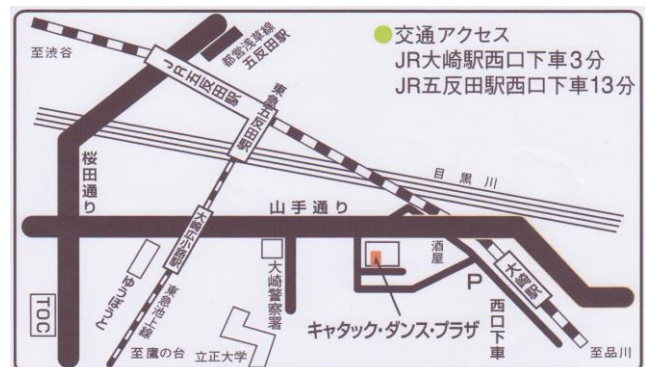 ●交通アクセス
JR大崎駅西口下車3分
JR五反田駅西口下車13分
至渋谷
都営浅草線
五反田駅
JR五反田駅
東急五反田駅
桜田通り
目黒川
山手通り
大崎広小路駅
ゆうぽうと
TOC
東急池上線
大崎警察署
酒屋
P
大崎駅
西口下車
キャタック・ダンス・プラザ
至鷹の台
立正大学
至品川